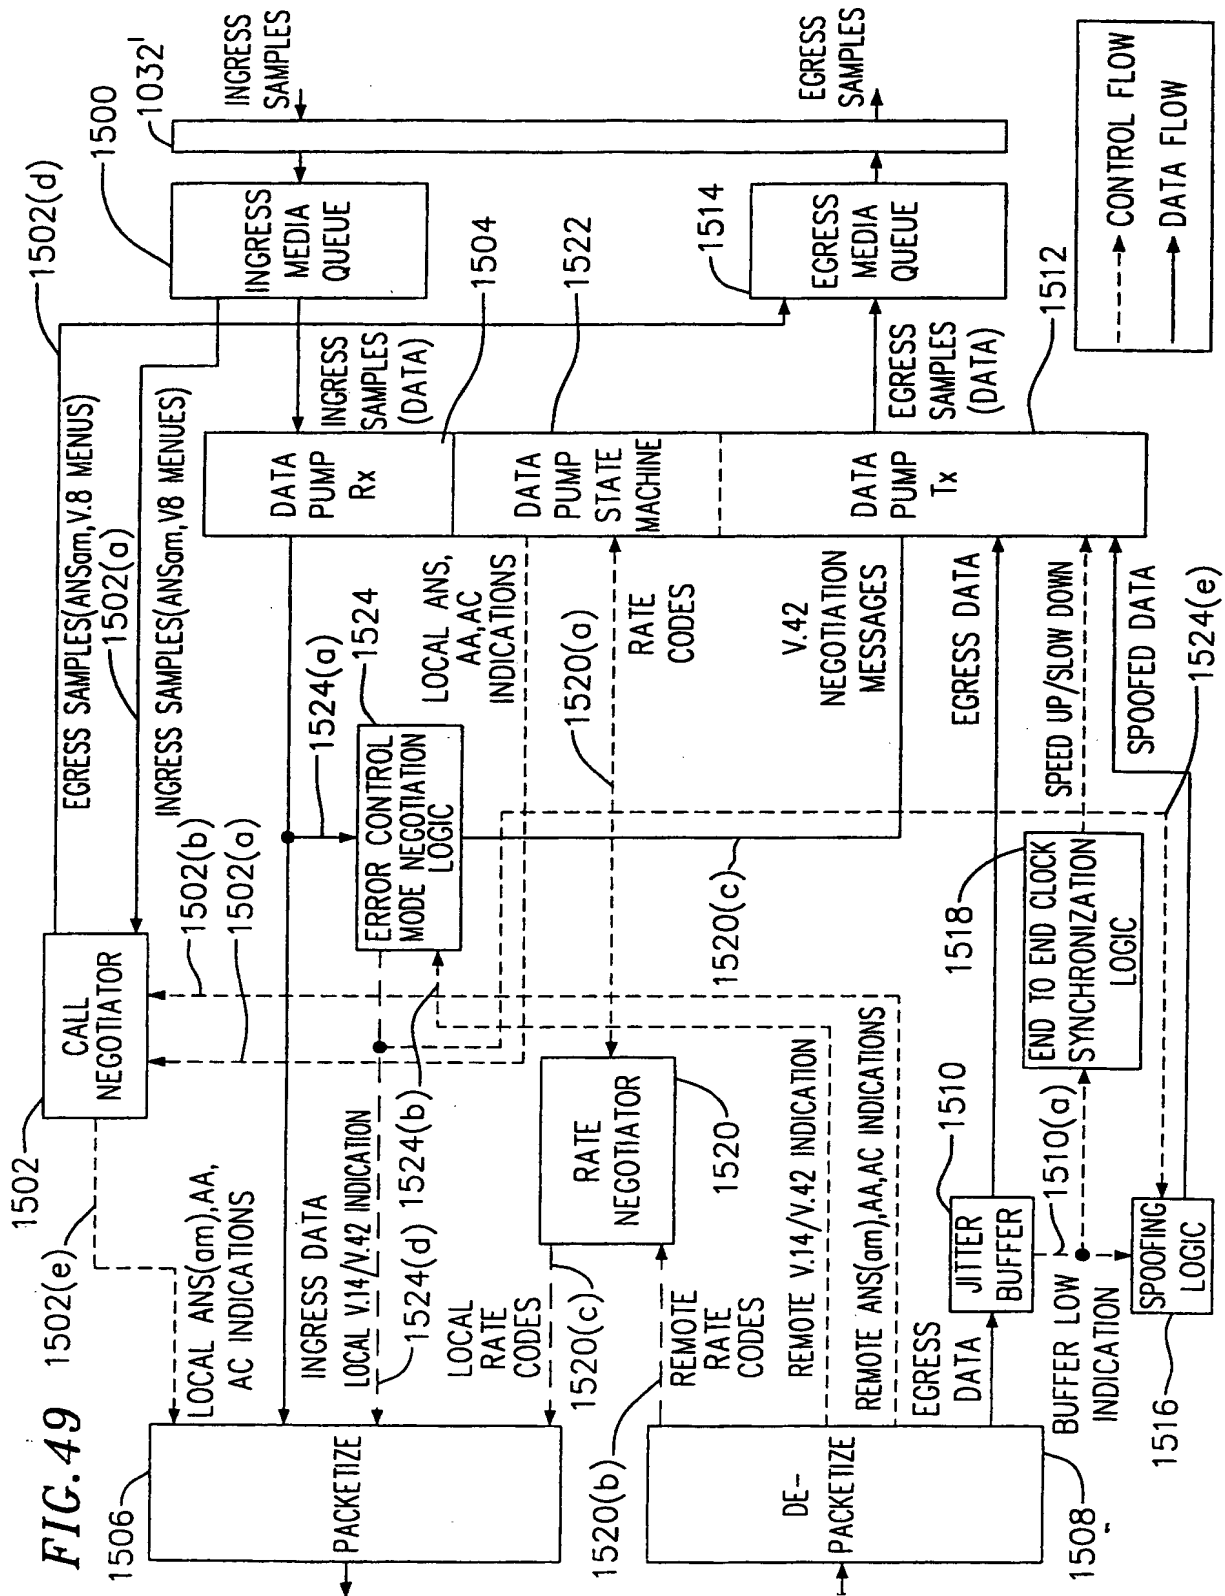 FIG.49
1506
PACKETIZE
1502(e)
1502
CALL
NEGOTIATOR
LOCAL ANS(am),AA,
AC INDICATIONS
INGRESS DATA
LOCAL V.14/V.42 INDICATION
1524(d)
1524(b)
LOCAL
RATE
CODES
1520(c)
1502(b)
1502(a)
EGRESS SAMPLES(ANSam,V.8 MENUS)
1502(a)
INGRESS SAMPLES(ANSam,V8 MENUES)
1502(d)
1500
1032'
INGRESS
MEDIA
QUEUE
INGRESS
SAMPLES
INGRESS
SAMPLES
(DATA)
1504
DATA
PUMP
Rx
1522
DATA
PUMP
STATE
MACHINE
DATA
PUMP
Tx
1512
1524(a)
1524
ERROR CONTROL
MODE NEGOTIATION
LOGIC
LOCAL ANS,
AA,AC
INDICATIONS
1520(a)
RATE
CODES
V.42
NEGOTIATION
MESSAGES
1520(c)
RATE
NEGOTIATOR
1520
1520(b)
REMOTE
RATE
CODES
REMOTE V.14/V.42 INDICATION
REMOTE ANS(am),AA,AC INDICATIONS
DE-
PACKETIZE
1508
EGRESS
DATA
JITTER
BUFFER
1510
1510(a)
BUFFER LOW
INDICATION
1516
SPOOFING
LOGIC
1518
END TO END CLOCK
SYNCHRONIZATION
LOGIC
EGRESS DATA
SPEED UP/SLOW DOWN
SPOOFED DATA
1524(e)
EGRESS
SAMPLES
(DATA)
1514
EGRESS
MEDIA
QUEUE
EGRESS
SAMPLES
CONTROL FLOW
DATA FLOW